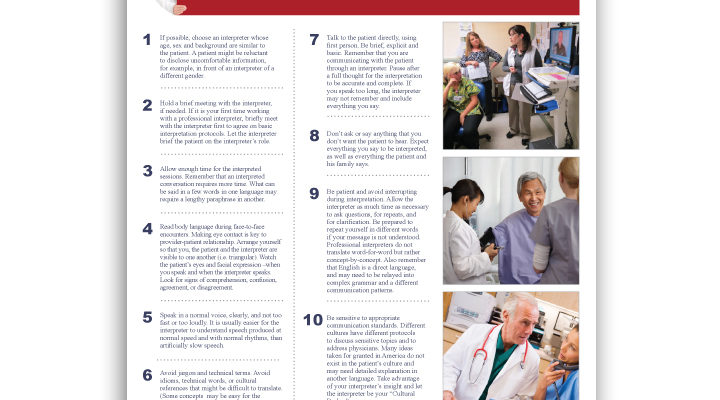 1
If possible, choose an interpreter whose
age, sex and background are similar to
the patient. A patient might be reluctant
to disclose uncomfortable information,
for example, in front of an interpreter of a
different gender.
2
Hold a brief meeting with the interpreter,
if needed. If it is your first time working
with a professional interpreter, briefly meet
with the interpreter first to agree on basic
interpretation protocols. Let the interpreter
brief the patient on the interpreter's role.
3
Allow enough time for the interpreted
sessions. Remember that an interpreted
conversation requires more time. What can
be said in a few words in one language may
require a lengthy paraphrase in another.
4
Read body language during face-to-face
encounters. Making eye contact is key to
provider-patient relationship. Arrange yourself
so that you, the patient and the interpreter are
visible to one another (i.e. triangular). Watch
the patient's eyes and facial expression –when
you speak and when the interpreter speaks.
Look for signs of comprehension, confusion,
agreement, or disagreement.
5
Speak in a normal voice, clearly, and not too
fast or too loudly. It is usually easier for the
interpreter to understand speech produced at
normal speed and with normal rhythms, than
artificially slow speech.
6
Avoid jargon and technical terms. Avoid
idioms, technical words, or cultural
references that might be difficult to translate.
(Some concepts may be easy for the
7
Talk to the patient directly, using
first person. Be brief, explicit and
basic. Remember that you are
communicating with the patient
through an interpreter. Pause after
a full thought for the interpretation
to be accurate and complete. If
you speak too long, the interpreter
may not remember and include
everything you say.
8
Don't ask or say anything that you
don't want the patient to hear. Expect
everything you say to be interpreted,
as well as everything the patient and
his family says.
9
Be patient and avoid interrupting
during interpretation. Allow the
interpreter as much time as necessary
to ask questions, for repeats, and
for clarification. Be prepared to
repeat yourself in different words
if your message is not understood.
Professional interpreters do not
translate word-for-word but rather
concept-by-concept. Also remember
that English is a direct language,
and may need to be relayed into
complex grammar and a different
communication patterns.
10
Be sensitive to appropriate
communication standards. Different
cultures have different protocols
to discuss sensitive topics and to
address physicians. Many ideas
taken for granted in America do not
exist in the patient's culture and
may need detailed explanation in
another language. Take advantage
of your interpreter's insight and let
the interpreter be your "Cultural